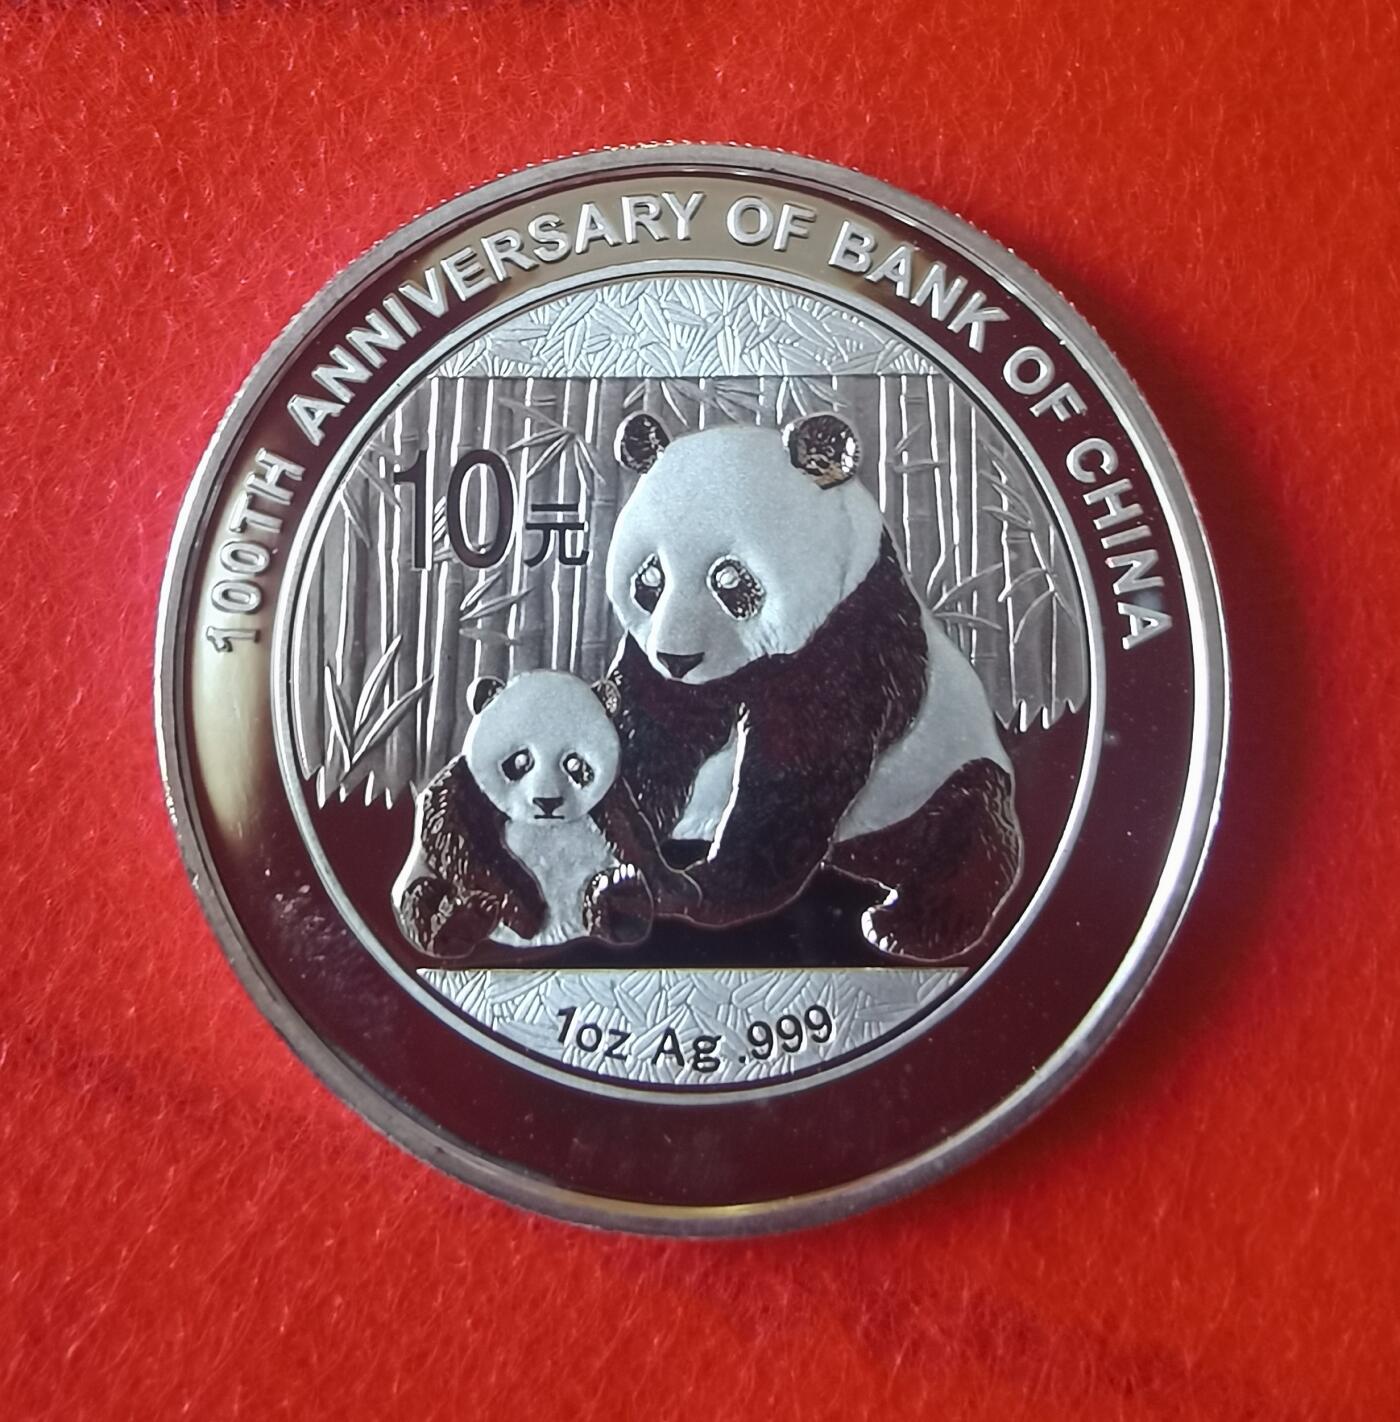 100TH ANNIVERSARY OF BANK OF CHINA
10元
1oz Ag .999